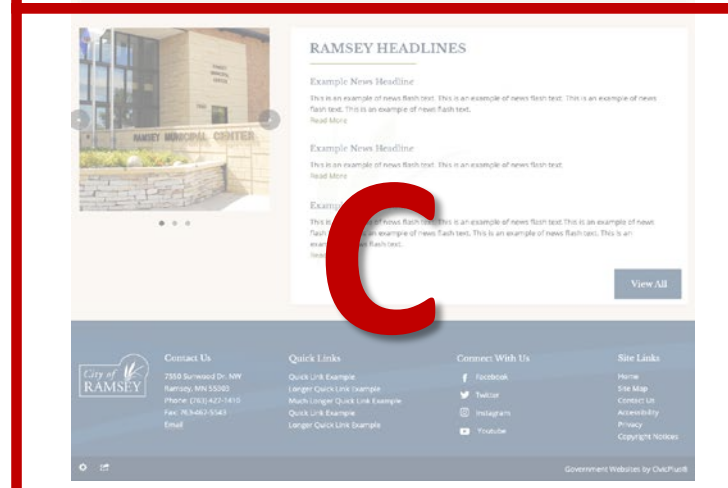 RAMSEY MUNICIPAL CENTER
RAMSEY HEADLINES
Example News Headline
This is an example of news flash text. This is an example of news flash text. This is an example of news
flash text. This is an example of news flash text.
Read More
Example News Headline
This is an example of news flash text. This is an example of news flash text.
Read More
This is an example of news flash text.This is an example of news
an example of news flash text. This is an example of news flash text. This is an
flash text.
View All
C
City of
RAMSEY
Contact Us
7550 Sunwood Dr. NW
Ramsey, MN 55303
Phone: (763) 427-1410
Fax: 763-
Email
Quick Links
Quick Link Example
Longer Quick Link Example
Much Longer Quick Link Example
Quick Link Example
Longer Quick Link Example
Connect With Us
Facebook
Twitter
Instagram
Youtube
Site Links
Home
Site Map
Contact Us
Accessibility
Privacy
Copyright Notices
Government Websites by CivicPlus®